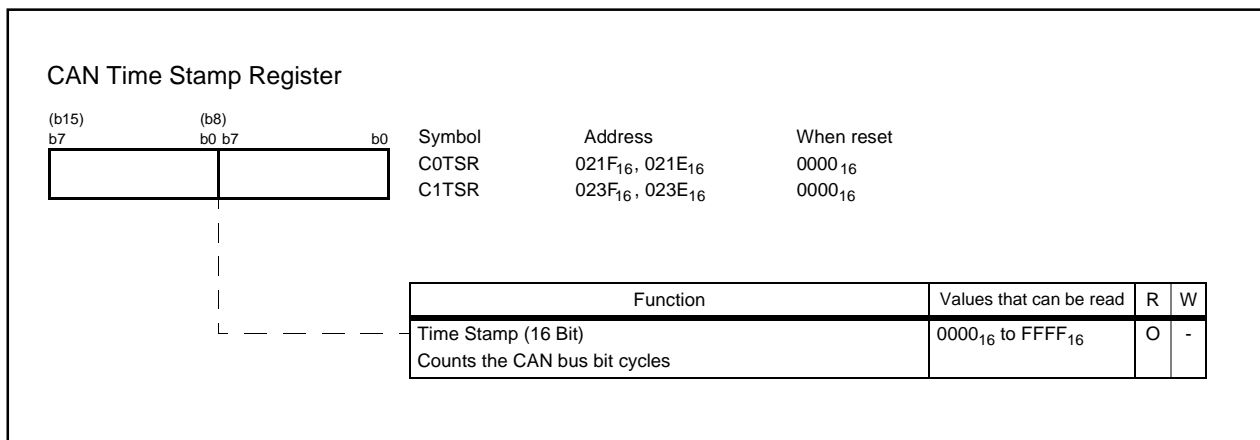 CAN Time Stamp Register
(b15) (b8)
b7 b0 b7 b0 Symbol Address When reset
C0TSR 021F16, 021E16 000016
C1TSR 023F16, 023E16 000016
Function Values that can be read R W
Time Stamp (16 Bit) 000016 to FFFF16 O -
Counts the CAN bus bit cycles